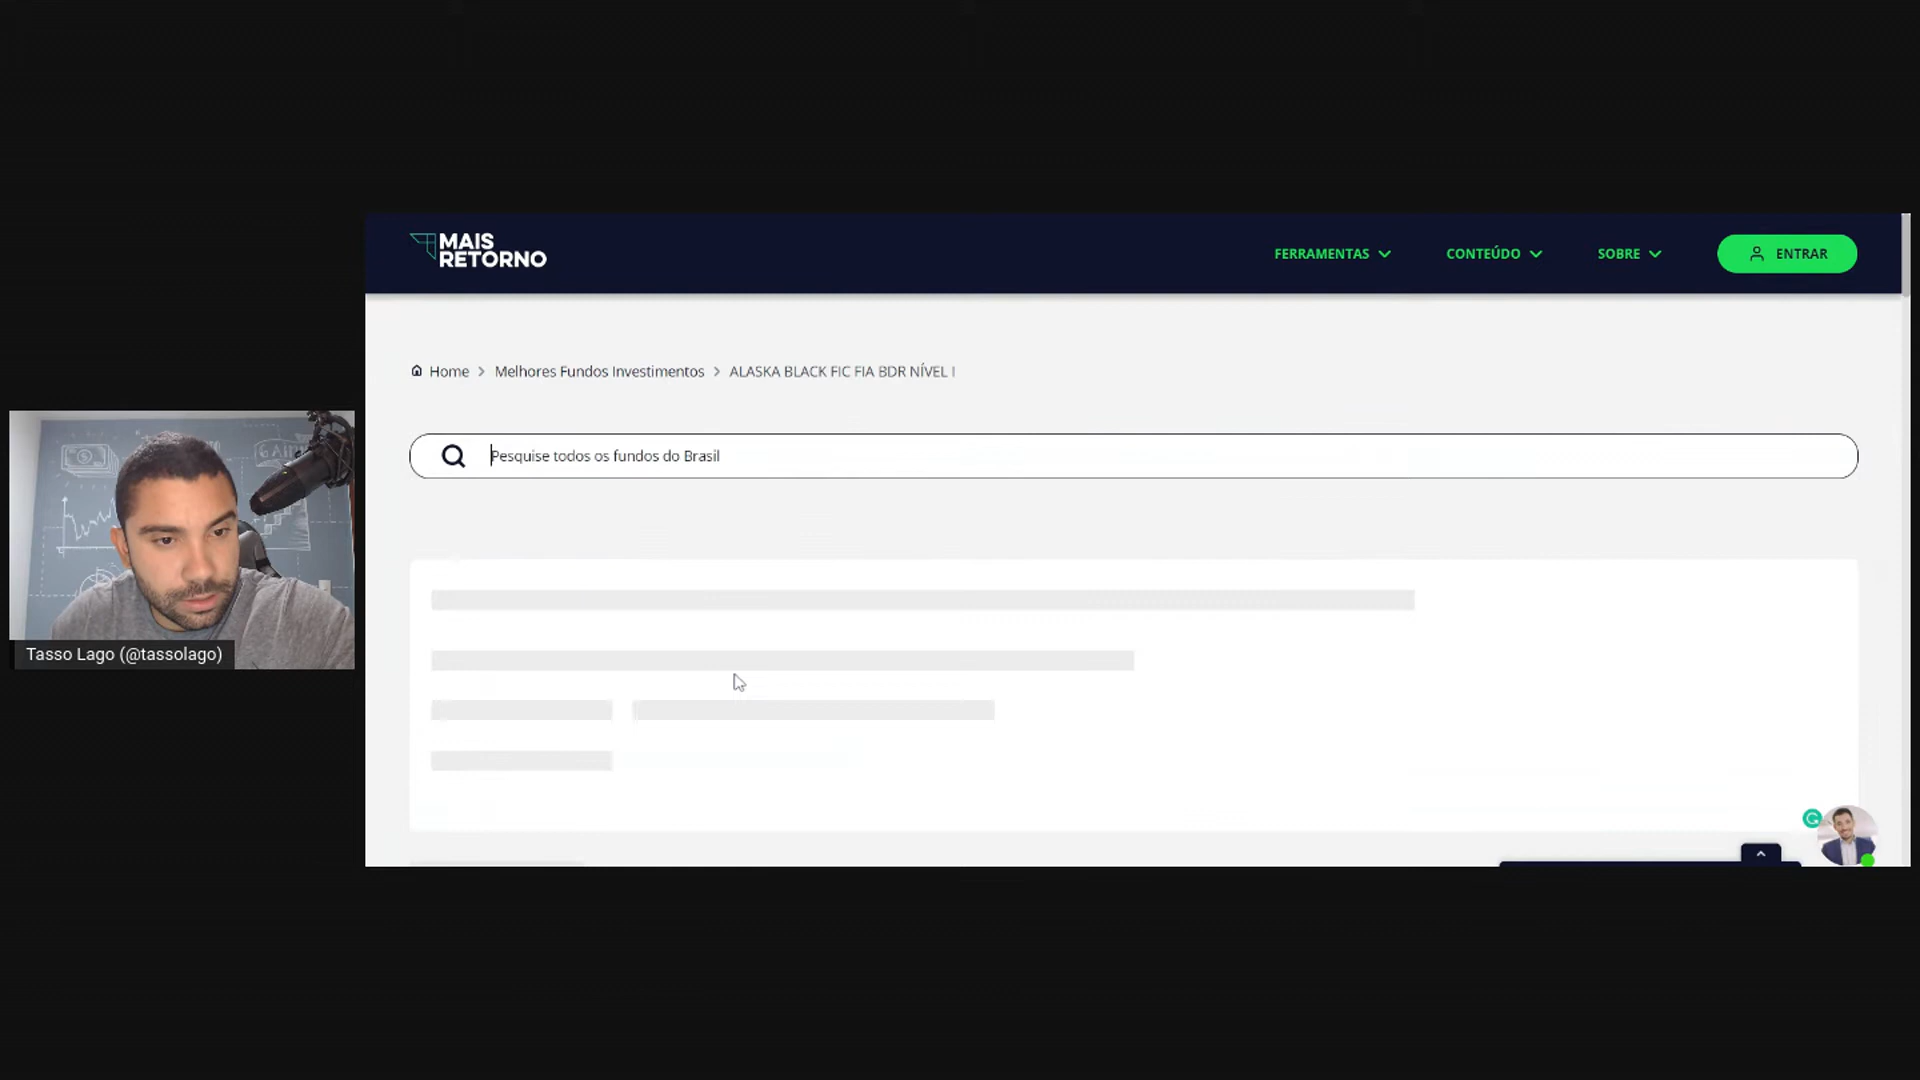 MAIS
RETORNO
FERRAMENTAS
CONTEÚDO
SOBRE
ENTRAR
Home > Melhores Fundos Investimentos > ALASKA BLACK FIC FIA BDR NÍVEL I
Pesquise todos os fundos do Brasil
Tasso Lago (@tassolago)